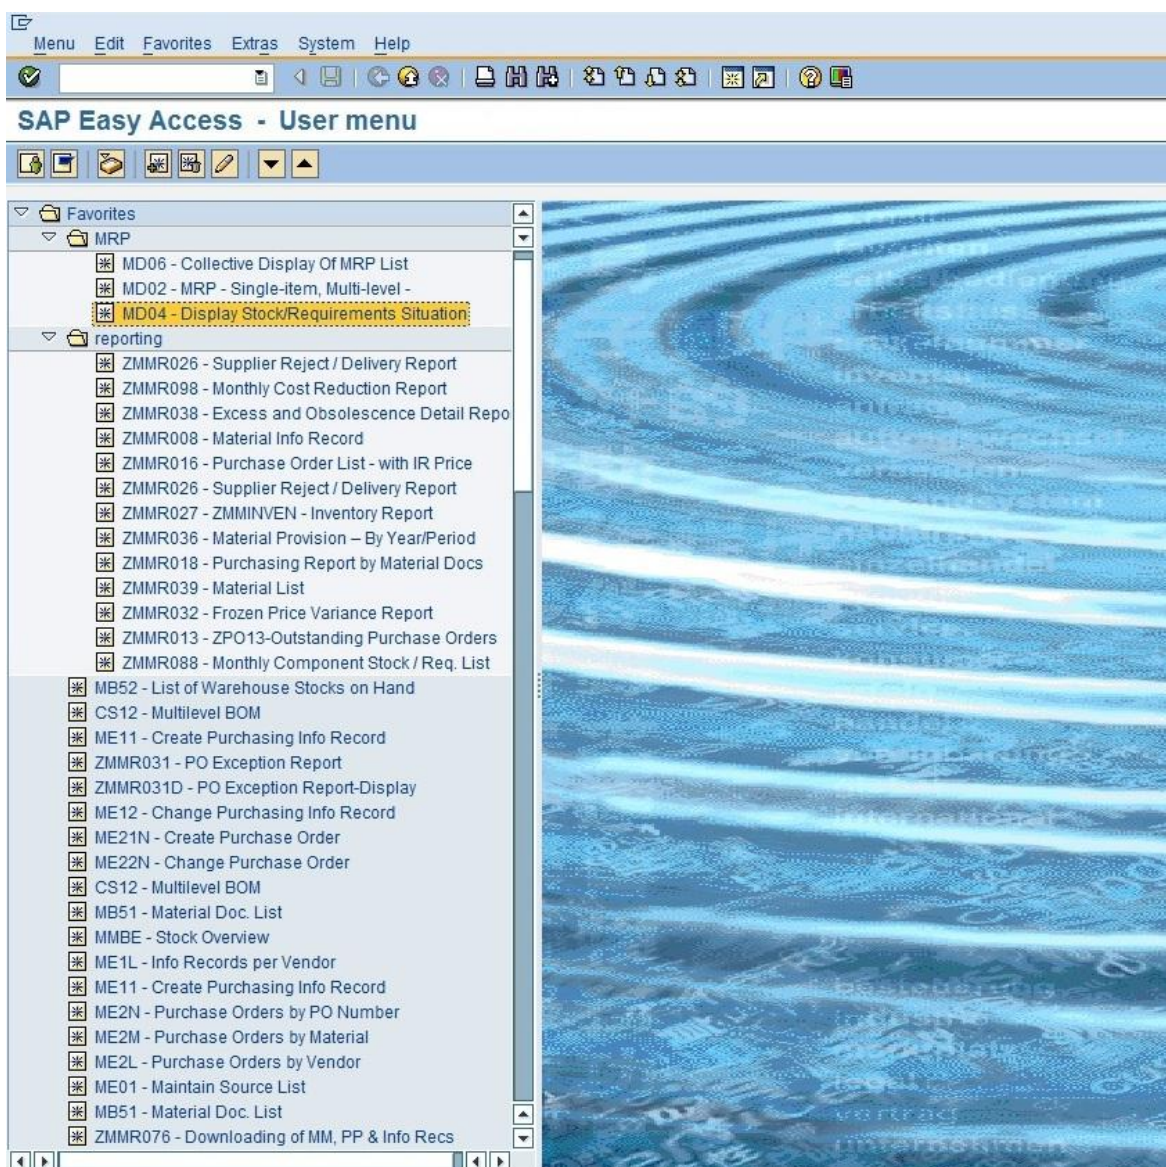 Menu Edit Favorites Extras System Help
SAP Easy Access - User menu
Favorites
MRP
MD06 - Collective Display Of MRP List
MD02 - MRP - Single-item, Multi-level -
MD04 - Display Stock/Requirements Situation
reporting
ZMMR026 - Supplier Reject / Delivery Report
ZMMR098 - Monthly Cost Reduction Report
ZMMR038 - Excess and Obsolescence Detail Repo
ZMMR008 - Material Info Record
ZMMR016 - Purchase Order List - with IR Price
ZMMR026 - Supplier Reject / Delivery Report
ZMMR027 - ZMMINVEN - Inventory Report
ZMMR036 - Material Provision – By Year/Period
ZMMR018 - Purchasing Report by Material Docs
ZMMR039 - Material List
ZMMR032 - Frozen Price Variance Report
ZMMR013 - ZPO13-Outstanding Purchase Orders
ZMMR088 - Monthly Component Stock / Req. List
MB52 - List of Warehouse Stocks on Hand
CS12 - Multilevel BOM
ME11 - Create Purchasing Info Record
ZMMR031 - PO Exception Report
ZMMR031D - PO Exception Report-Display
ME12 - Change Purchasing Info Record
ME21N - Create Purchase Order
ME22N - Change Purchase Order
CS12 - Multilevel BOM
MB51 - Material Doc. List
MMBE - Stock Overview
ME1L - Info Records per Vendor
ME11 - Create Purchasing Info Record
ME2N - Purchase Orders by PO Number
ME2M - Purchase Orders by Material
ME2L - Purchase Orders by Vendor
ME01 - Maintain Source List
MB51 - Material Doc. List
ZMMR076 - Downloading of MM, PP & Info Recs
international